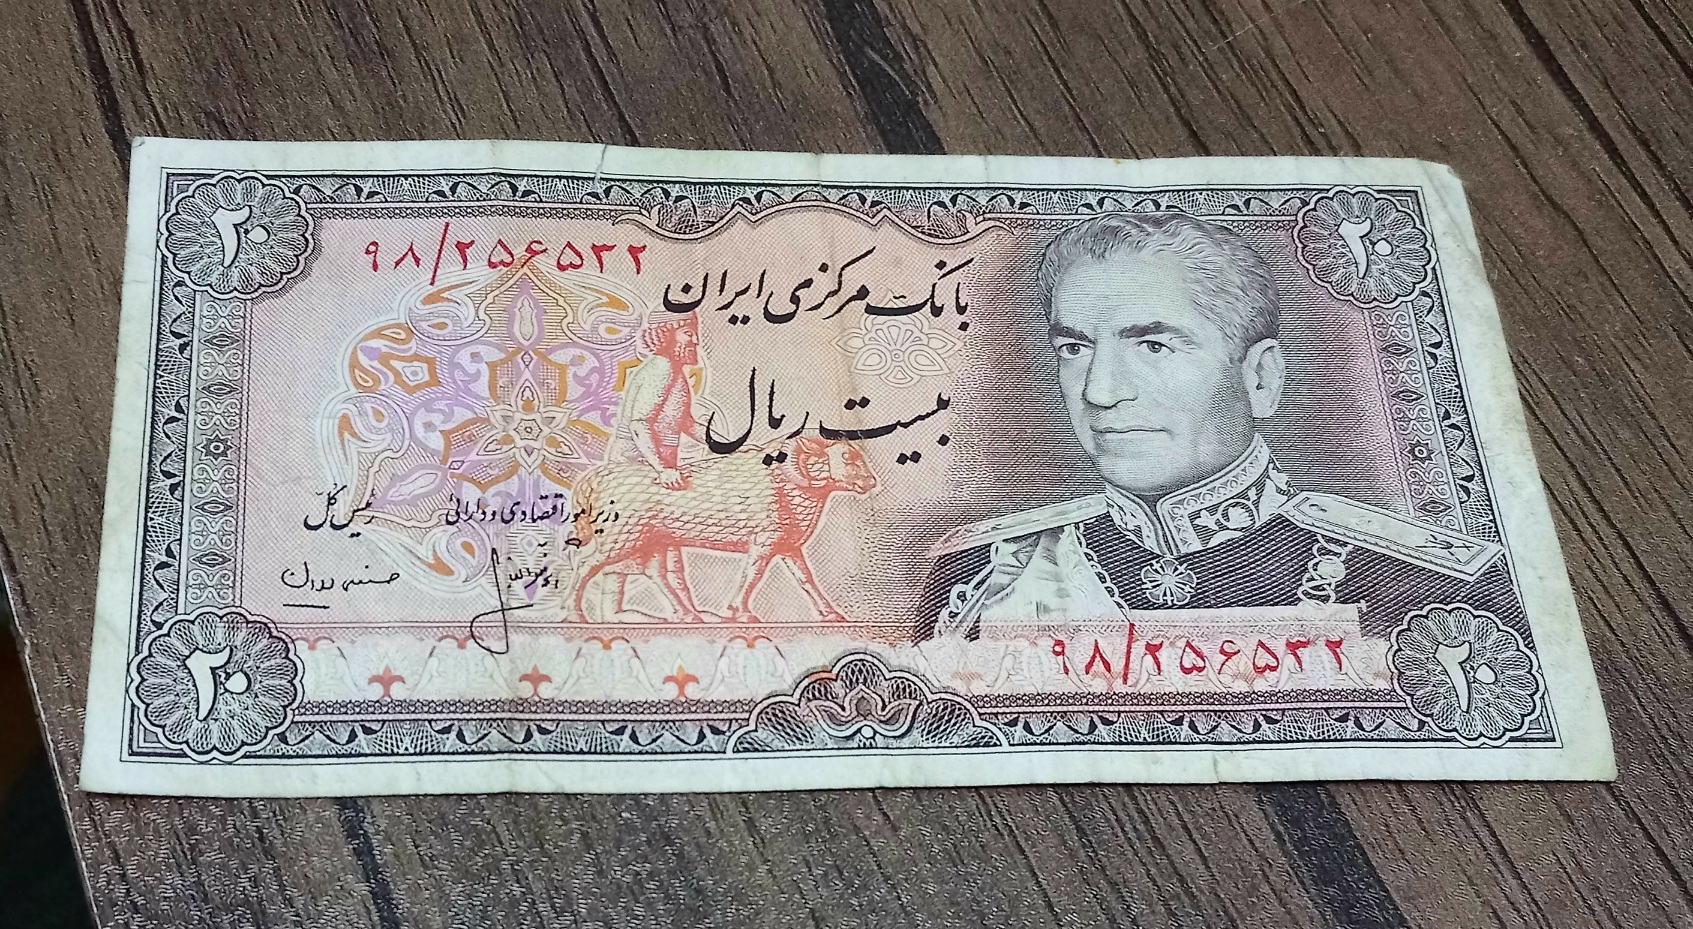 ۲۰
۲۰
۹۸/۲۵۶۵۳۲
بانک مرکزی ایران
بیست ریال
وزیر امور اقتصادی و دارائی
رئیس کل
۹۸/۲۵۶۵۳۲
۲۰
۲۰